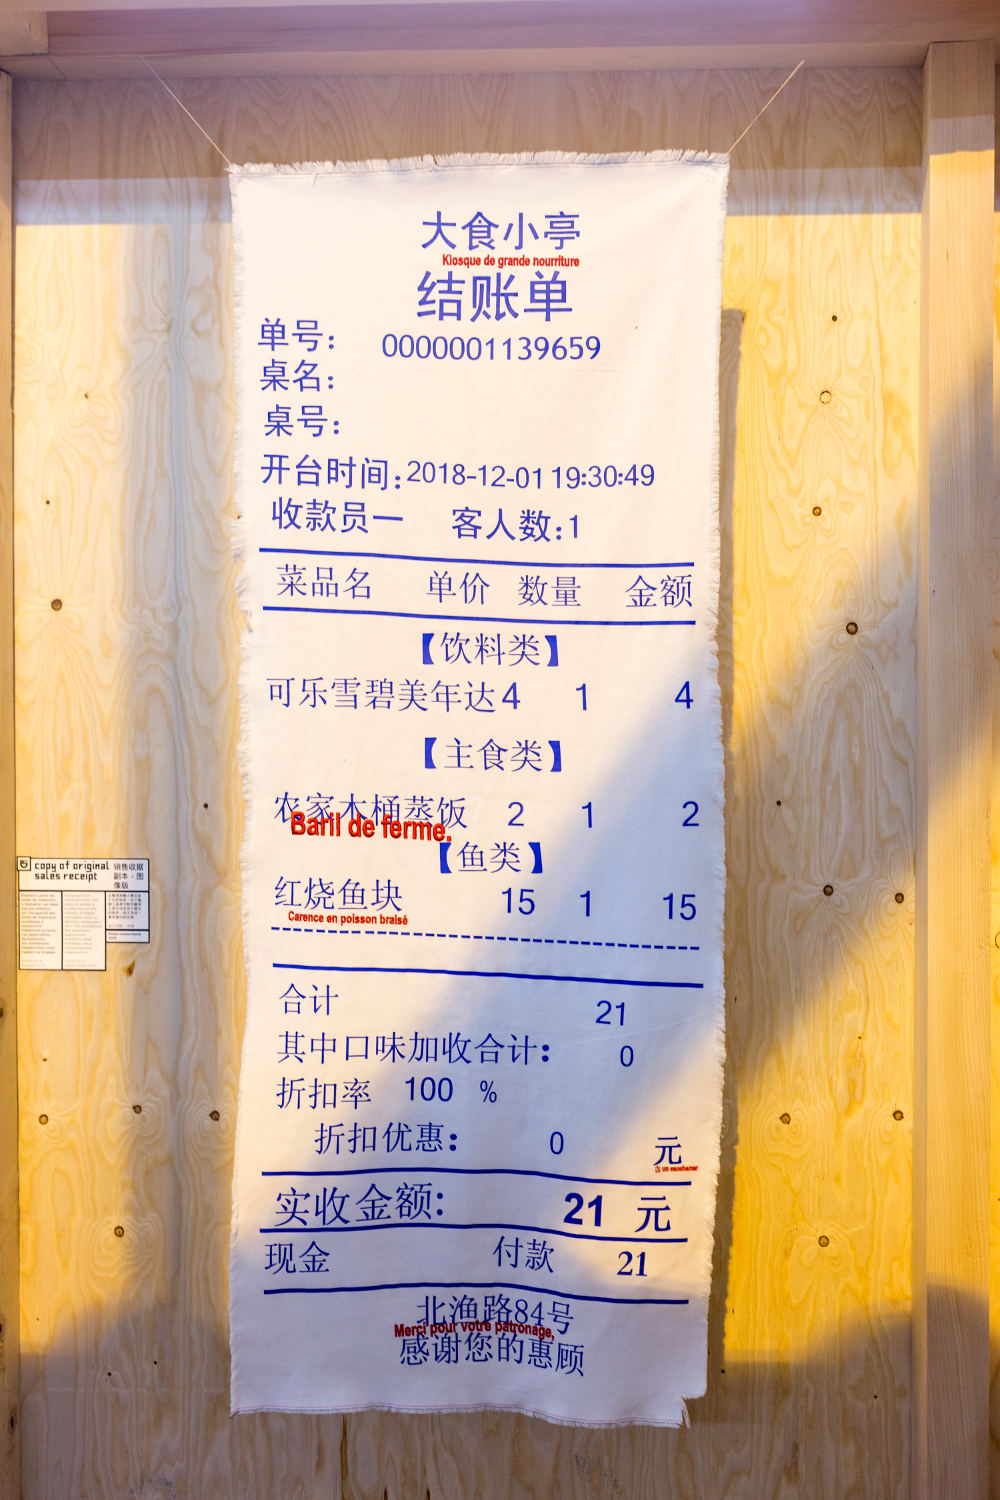 大食小亭
Kiosque de grande nourriture
结账单
单号： 0000001139659
桌名：
桌号：
开台时间:2018-12-01 19:30:49
收款员一 客人数:1
菜品名 单价 数量 金额
【饮料类】
可乐雪碧美年达 4 1 4
【主食类】
农家木桶蒸饭 2 1 2
Baril de ferme.
【鱼类】
红烧鱼块 15 1 15
Carence en poisson braisé
合计 21
其中口味加收合计： 0
折扣率 100 %
折扣优惠： 0 元
实收金额: 21 元
现金 付款 21
北渔路84号
Merci pour votre patronage,
感谢您的惠顾
copy of original
sales receipt
销售收据
副本·图
像版